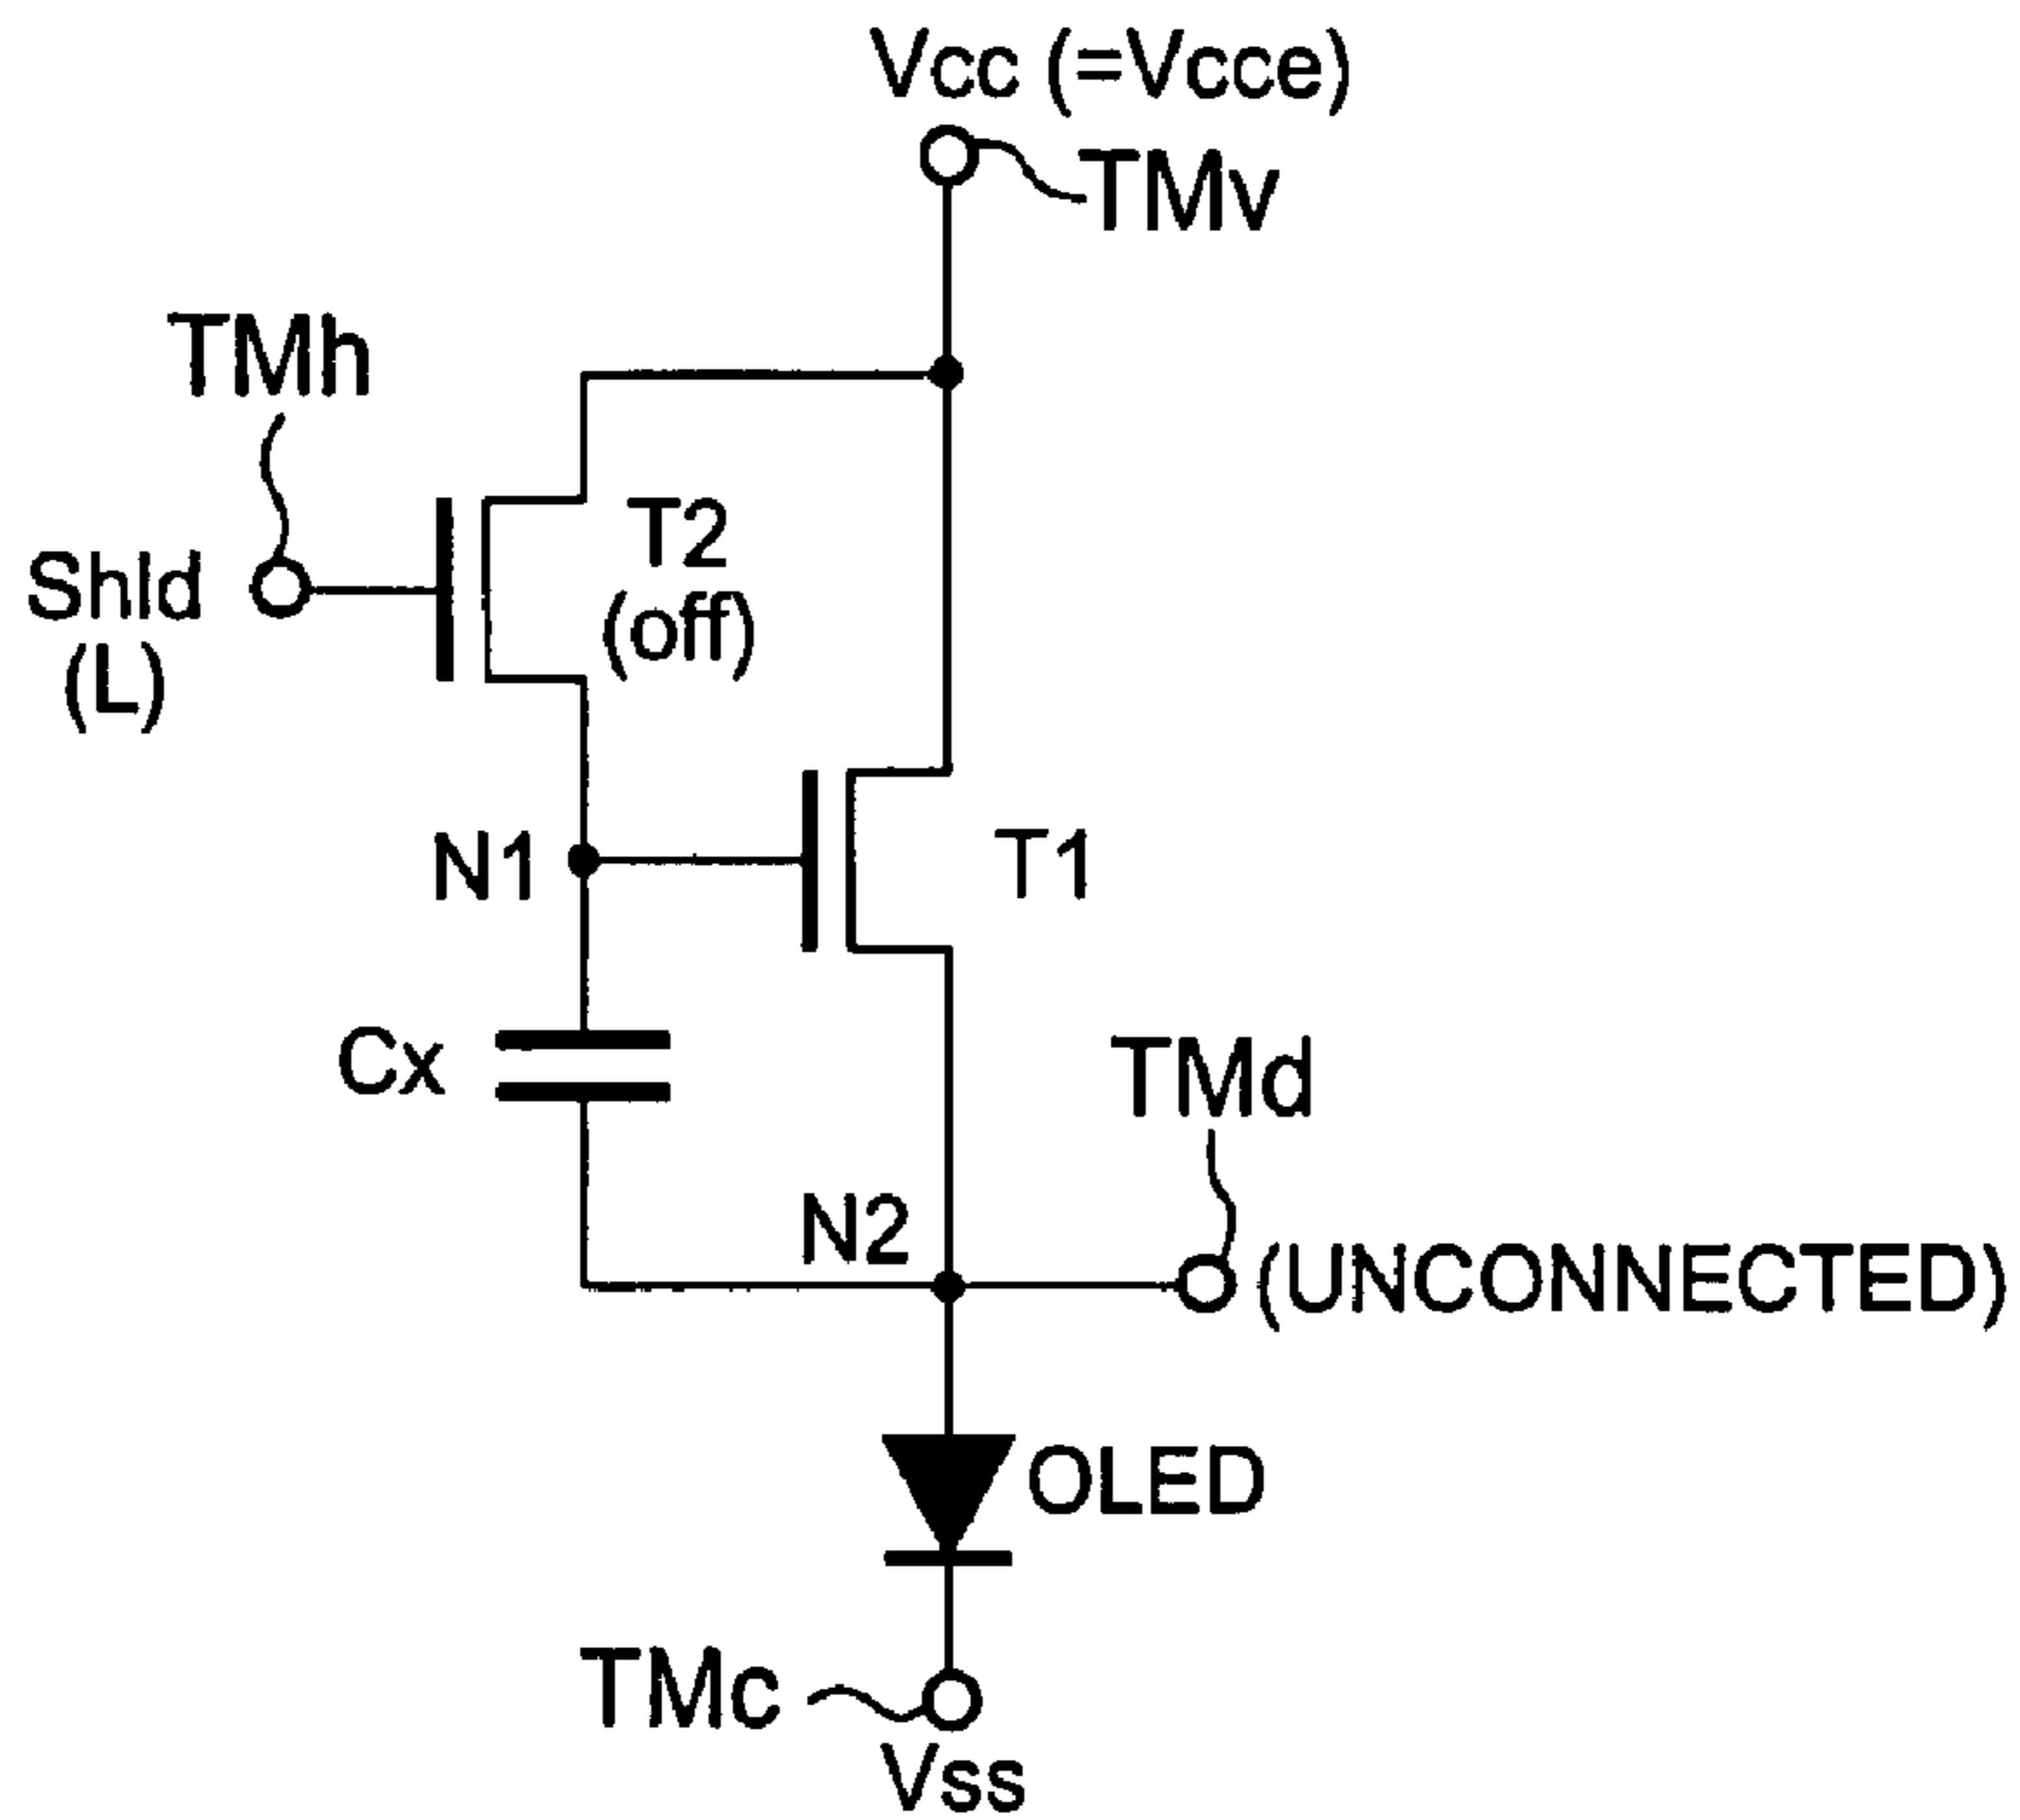 Vcc (=Vcce)
TMv
TMh
T2
(off)
Shld
(L)
N1
T1
Cx
TMd
N2
(UNCONNECTED)
OLED
TMc
Vss